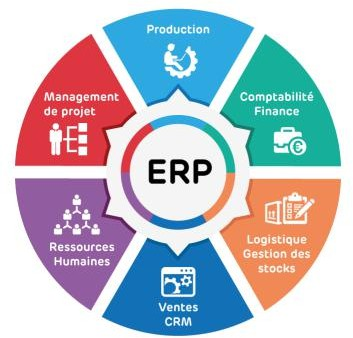 Production
Comptabilité
Finance
Logistique
Gestion des
stocks
Ventes
CRM
Ressources
Humaines
Management
de projet
ERP
€